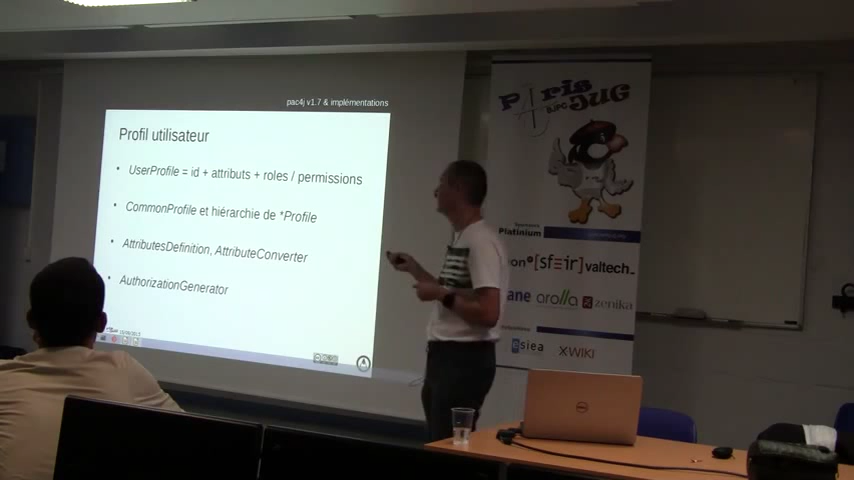 pac4j v1.7 & implémentations
Profil utilisateur
• UserProfile = id + attributs + roles / permissions
• CommonProfile et hiérarchie de *Profile
• AttributesDefinition, AttributeConverter
• AuthorizationGenerator
Paris
JUG
Platinium
[sfeir] valtech_
arolla
zenika
esiea
XWIKI
DELL